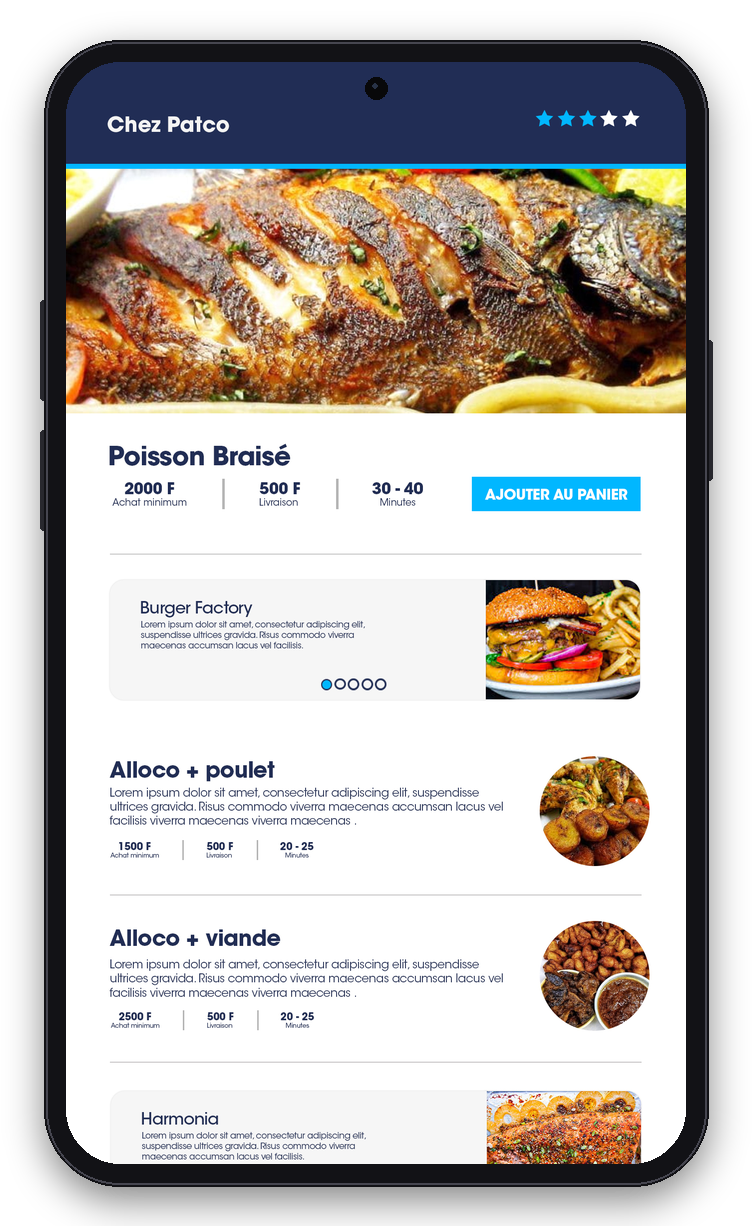 Chez Patco
Poisson Braisé
2000 F 500 F 30 - 40
Achat minimum Livraison Minutes
AJOUTER AU PANIER
Burger Factory
Lorem ipsum dolor sit amet, consectetur adipiscing elit,
suspendisse ultrices gravida. Risus commodo viverra
maecenas accumsan lacus vel facilisis.
Alloco + poulet
Lorem ipsum dolor sit amet, consectetur adipiscing elit, suspendisse
ultrices gravida. Risus commodo viverra maecenas accumsan lacus vel
facilisis viverra maecenas viverra maecenas .
1500 F 500 F 20 - 25
Achat minimum Livraison Minutes
Alloco + viande
Lorem ipsum dolor sit amet, consectetur adipiscing elit, suspendisse
ultrices gravida. Risus commodo viverra maecenas accumsan lacus vel
facilisis viverra maecenas viverra maecenas .
2500 F 500 F 20 - 25
Achat minimum Livraison Minutes
Harmonia
Lorem ipsum dolor sit amet, consectetur adipiscing elit,
suspendisse ultrices gravida. Risus commodo viverra
maecenas accumsan lacus vel facilisis.